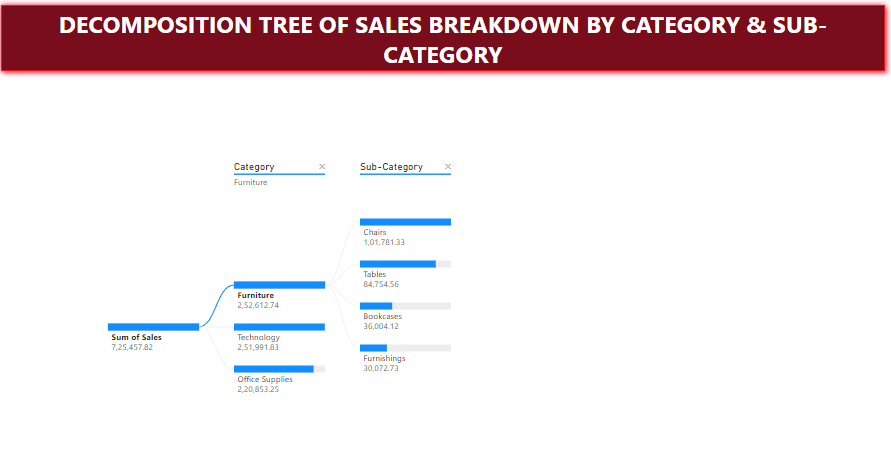 DECOMPOSITION TREE OF SALES BREAKDOWN BY CATEGORY & SUB-
CATEGORY
Category
Furniture
Sub-Category
Sum of Sales
7,25,457.82
Furniture
2,52,612.74
Technology
2,51,991.83
Office Supplies
2,20,853.25
Chairs
1,01,781.33
Tables
84,754.56
Bookcases
36,004.12
Furnishings
30,072.73